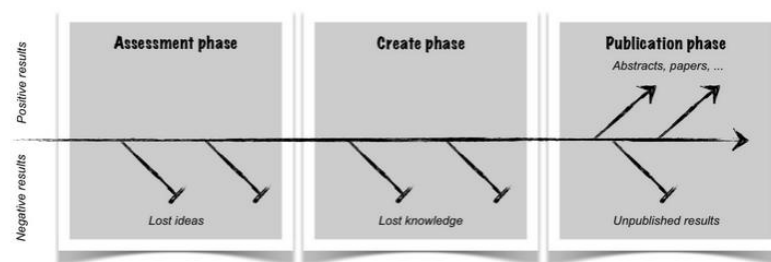 Assessment phase
Create phase
Publication phase
Abstracts, papers, ...
Positive results
Negative results
Lost ideas
Lost knowledge
Unpublished results